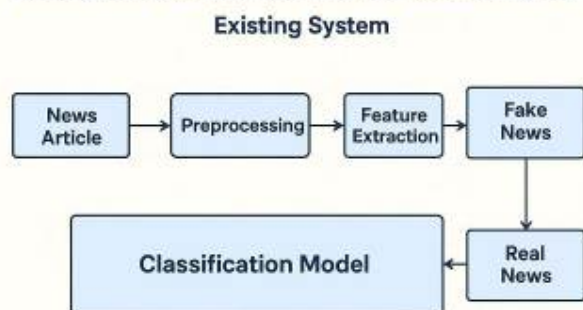 Existing System
News
Article
Preprocessing
Feature
Extraction
Fake
News
Classification Model
Real
News